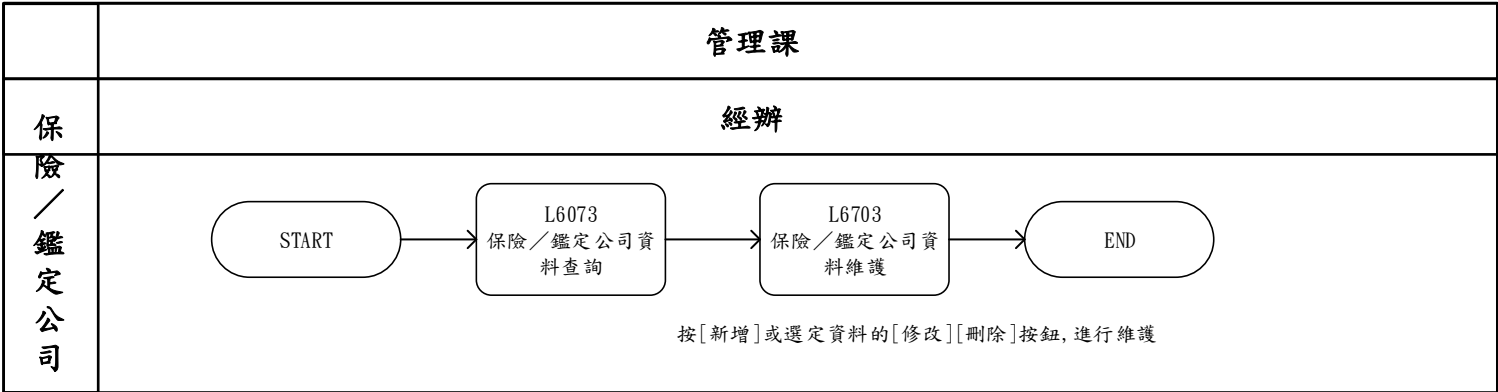 管理課
經辦
保險／鑑定公司
START
L6073
保險／鑑定公司資
料查詢
L6703
保險／鑑定公司資
料維護
END
按[新增]或選定資料的[修改][刪除]按鈕,進行維護